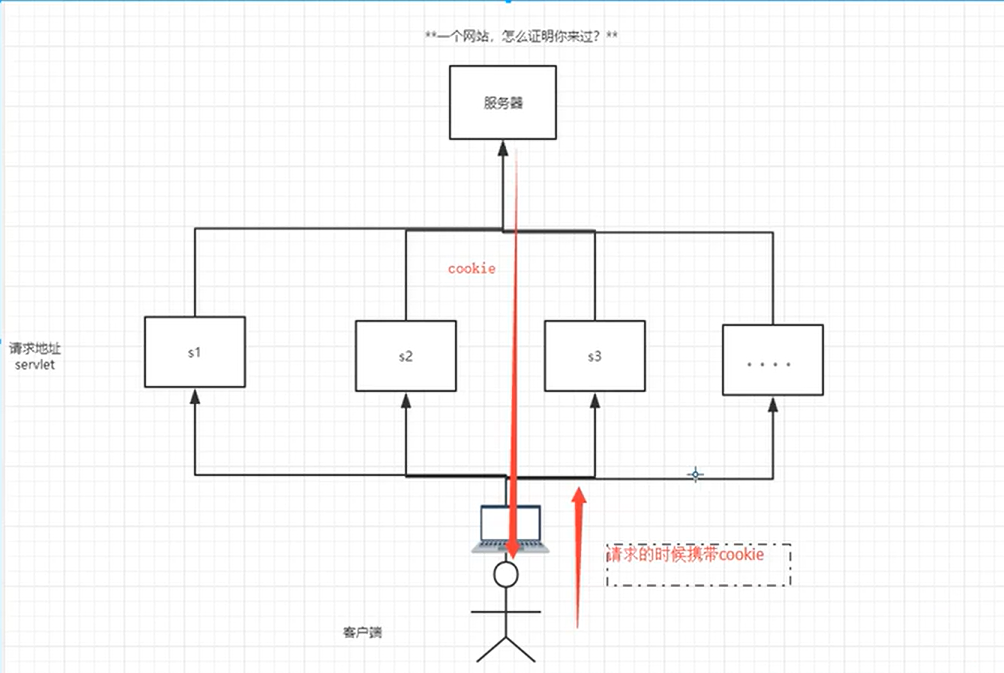 **一个网站，怎么证明你来过？**
服务器
cookie
请求地址
servlet
s1
s2
s3
....
请求的时候携带cookie
客户端